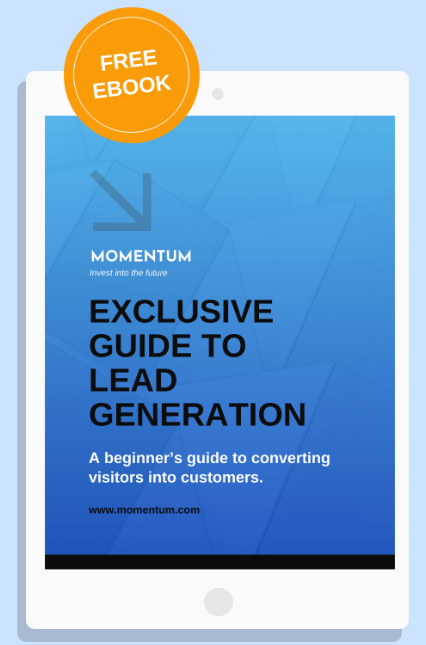 FREE
EBOOK
MOMENTUM
Invest into the future
EXCLUSIVE
GUIDE TO
LEAD
GENERATION
A beginner’s guide to converting
visitors into customers.
www.momentum.com